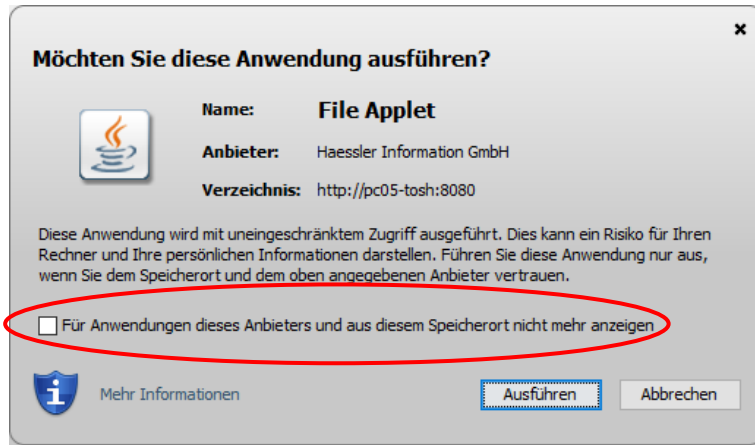 Möchten Sie diese Anwendung ausführen?
Name: File Applet
Anbieter: Haessler Information GmbH
Verzeichnis: http://pc05-tosh:8080
Diese Anwendung wird mit uneingeschränktem Zugriff ausgeführt. Dies kann ein Risiko für Ihren
Rechner und Ihre persönlichen Informationen darstellen. Führen Sie diese Anwendung nur aus,
wenn Sie dem Speicherort und dem oben angegebenen Anbieter vertrauen.
Für Anwendungen dieses Anbieters und aus diesem Speicherort nicht mehr anzeigen
Mehr Informationen Ausführen Abbrechen